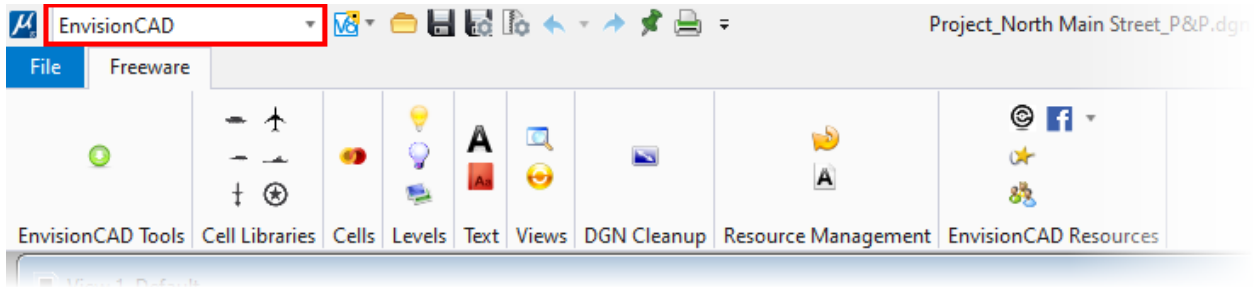 EnvisionCAD Project_North Main Street_P&P.dgn
File Freeware
EnvisionCAD Tools Cell Libraries Cells Levels Text Views DGN Cleanup Resource Management EnvisionCAD Resources
View 1, Default